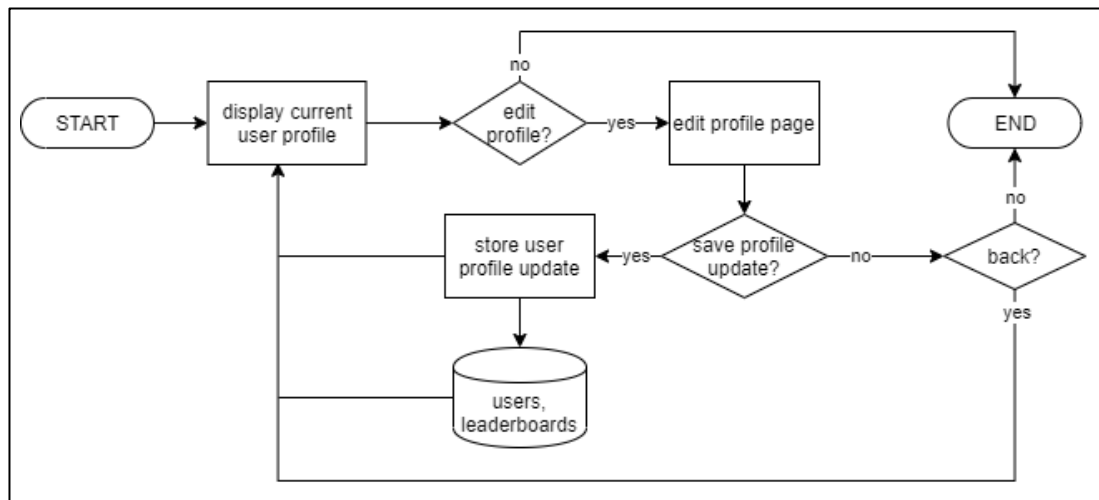 no
START
display current
user profile
edit
profile?
yes
edit profile page
END
no
store user
profile update
yes
save profile
update?
no
back?
yes
users,
leaderboards